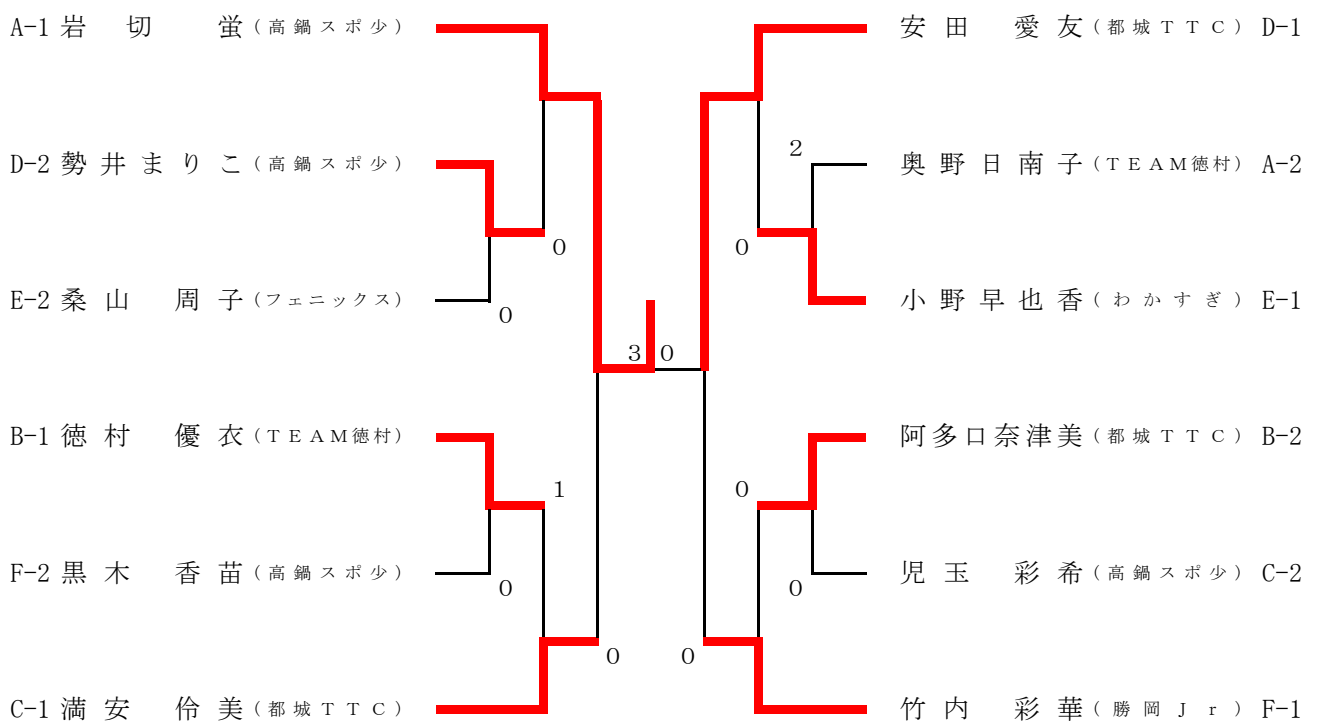 A-1 岩切 蛍 (高鍋スポ少)
D-2 勢井まりこ (高鍋スポ少)
0
E-2 桑山 周子 (フェニックス)
0
3 0
B-1 徳村 優衣 (TEAM徳村)
1
F-2 黒木 香苗 (高鍋スポ少)
0
0
C-1 満安 伶美 (都城TTC)
安田 愛友 (都城TTC) D-1
2
奥野日南子 (TEAM徳村) A-2
0
小野早也香 (わかすぎ) E-1
阿多口奈津美 (都城TTC) B-2
0
児玉 彩希 (高鍋スポ少) C-2
0
0
竹内 彩華 (勝岡Jr) F-1